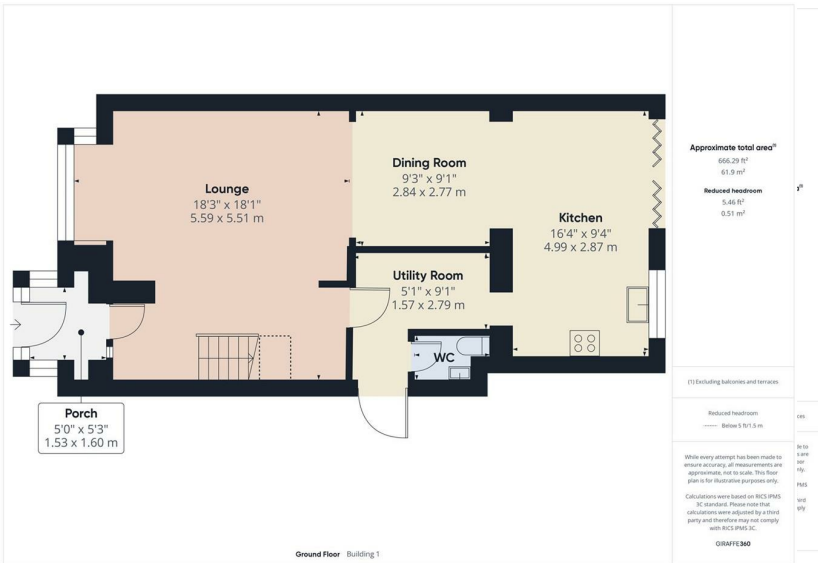 Lounge
18'3" x 18'1"
5.59 x 5.51 m
Dining Room
9'3" x 9'1"
2.84 x 2.77 m
Kitchen
16'4" x 9'4"
4.99 x 2.87 m
Utility Room
5'1" x 9'1"
1.57 x 2.79 m
WC
Porch
5'0" x 5'3"
1.53 x 1.60 m
Ground Floor Building 1
Approximate total area⁽¹⁾
666.29 ft²
61.9 m²
Reduced headroom
5.46 ft²
0.51 m²
(1) Excluding balconies and terraces
Reduced headroom
------ Below 5 ft/1.5 m
While every attempt has been made to
ensure accuracy, all measurements are
approximate, not to scale. This floor
plan is for illustrative purposes only.
Calculations were based on RICS IPMS
3C standard. Please note that
calculations were adjusted by a third
party and therefore may not comply
with RICS IPMS 3C.
GIRAFFE360